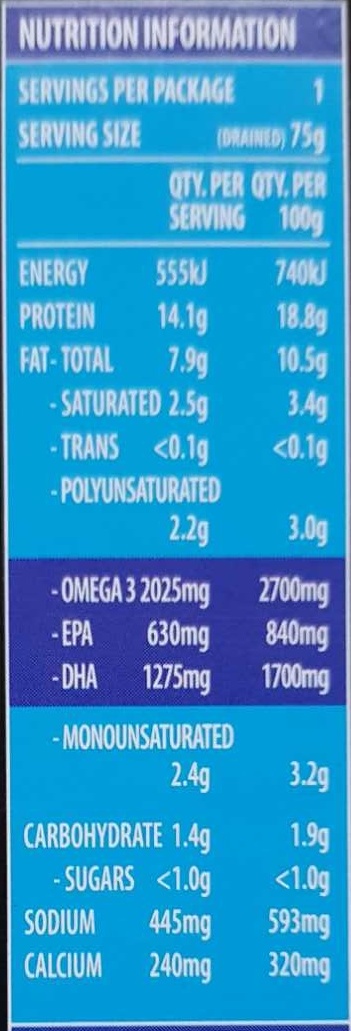 NUTRITION INFORMATION
SERVINGS PER PACKAGE 1
SERVING SIZE (DRAINED) 75g
QTY. PER QTY. PER
SERVING 100g
ENERGY 555kJ 740kJ
PROTEIN 14.1g 18.8g
FAT- TOTAL 7.9g 10.5g
- SATURATED 2.5g 3.4g
- TRANS <0.1g <0.1g
- POLYUNSATURATED
2.2g 3.0g
- OMEGA 3 2025mg 2700mg
- EPA 630mg 840mg
- DHA 1275mg 1700mg
- MONOUNSATURATED
2.4g 3.2g
CARBOHYDRATE 1.4g 1.9g
- SUGARS <1.0g <1.0g
SODIUM 445mg 593mg
CALCIUM 240mg 320mg